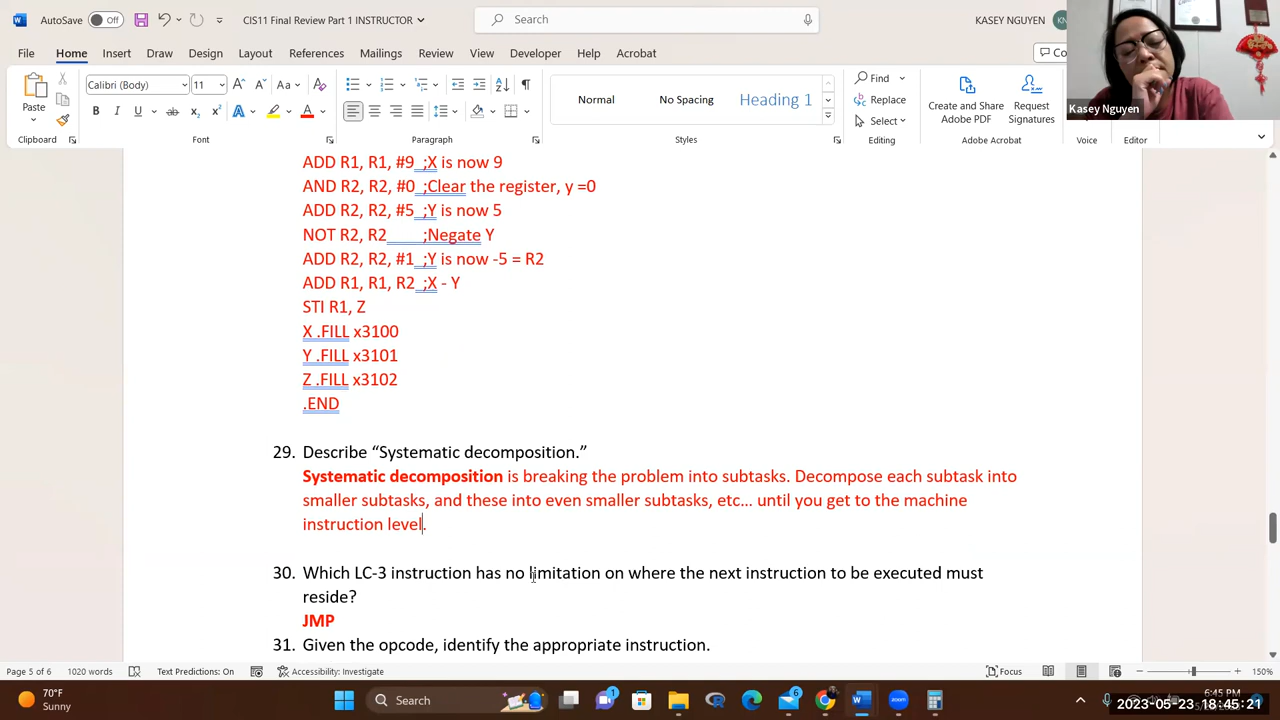 AutoSave Off CIS11 Final Review Part 1 INSTRUCTOR Search KASEY NGUYEN KN
File Home Insert Draw Design Layout References Mailings Review View Developer Help Acrobat Co
Paste Calibri (Body) 11 Aa Normal No Spacing Heading 1 Find Replace Select Create and Share Adobe PDF Request Signatures
Clipboard Font Paragraph Styles Editing Adobe Acrobat Voice Editor
Kasey Nguyen
ADD R1, R1, #9 ;X is now 9
AND R2, R2, #0 ;Clear the register, y =0
ADD R2, R2, #5 ;Y is now 5
NOT R2, R2 ;Negate Y
ADD R2, R2, #1 ;Y is now -5 = R2
ADD R1, R1, R2 ;X - Y
STI R1, Z
X .FILL x3100
Y .FILL x3101
Z .FILL x3102
.END
29. Describe “Systematic decomposition.”
Systematic decomposition is breaking the problem into subtasks. Decompose each subtask into
smaller subtasks, and these into even smaller subtasks, etc… until you get to the machine
instruction level.
30. Which LC-3 instruction has no limitation on where the next instruction to be executed must
reside?
JMP
31. Given the opcode, identify the appropriate instruction.
Page 5 of 6 1020 words Text Predictions: On Accessibility: Investigate Focus 150%
70°F
Sunny
Search
1 6 zoom
6:45 PM
2023-05-23 18:45:21